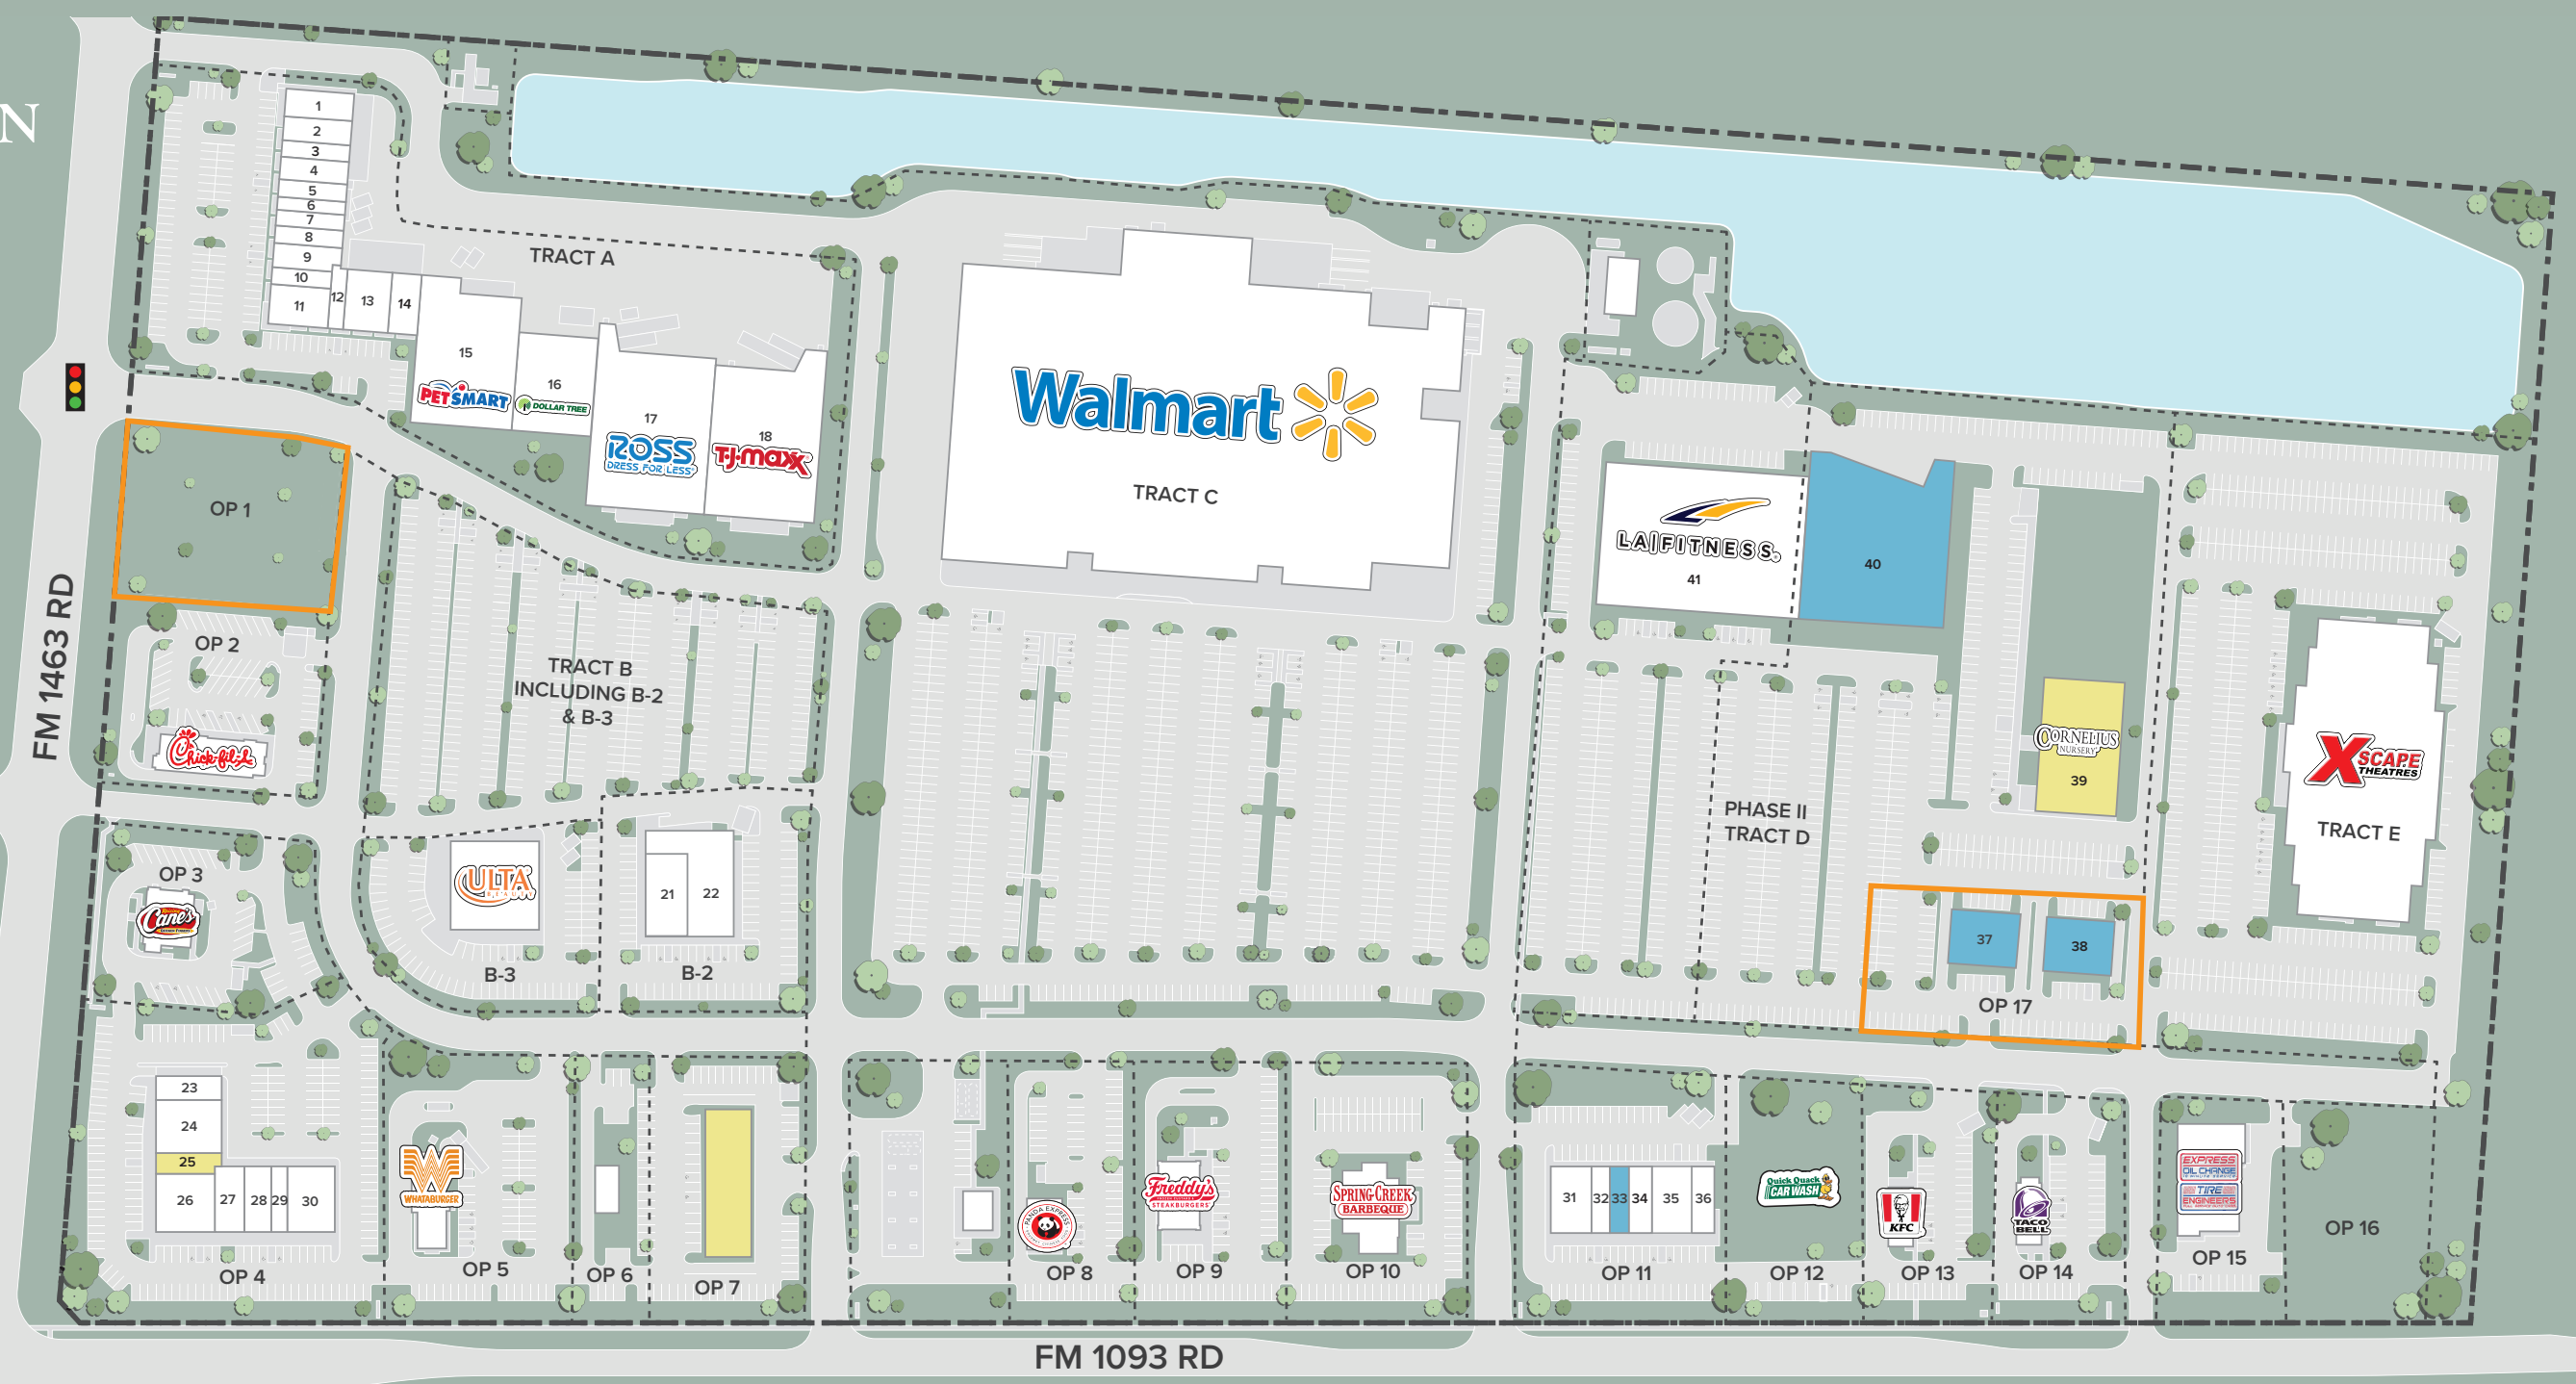 N
1
2
3
4
5
6
7
8
9
10
11
12
13
14
TRACT A
15
PETSMART
16
DOLLAR TREE
17
ROSS
DRESS FOR LESS
18
T.J.maxx
Walmart
TRACT C
LA|FITNESS.
41
40
OP 1
FM 1463 RD
OP 2
Chick-fil-A
TRACT B
INCLUDING B-2
& B-3
CORNELIUS
NURSERY
39
XSCAPE
THEATRES
TRACT E
PHASE II
TRACT D
OP 3
Cane's
ULTA
BEAUTY
B-3
21
22
B-2
37
38
OP 17
23
24
25
26
27
28
29
30
OP 4
WHATABURGER
OP 5
OP 6
OP 7
PANDA EXPRESS
OP 8
Freddy's
STEAKBURGERS
OP 9
SPRING CREEK
BARBEQUE
OP 10
31
32
33
34
35
36
OP 11
Quick Quack
CAR WASH
OP 12
KFC
OP 13
TACO
BELL
OP 14
EXPRESS
OIL CHANGE
TIRE
ENGINEERS
OP 15
OP 16
FM 1093 RD